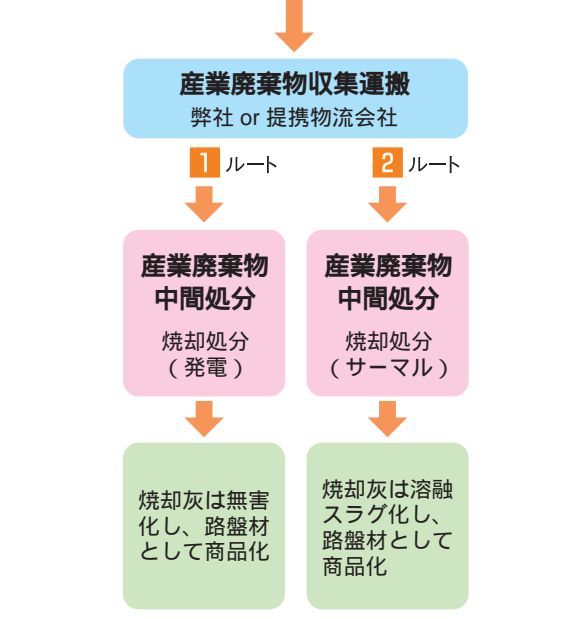 産業廃棄物収集運搬
弊社 or 提携物流会社
1 ルート
2 ルート
産業廃棄物
中間処分
焼却処分
（発電）
産業廃棄物
中間処分
焼却処分
（サーマル）
焼却灰は無害
化し、路盤材
として商品化
焼却灰は溶融
スラグ化し、
路盤材として
商品化